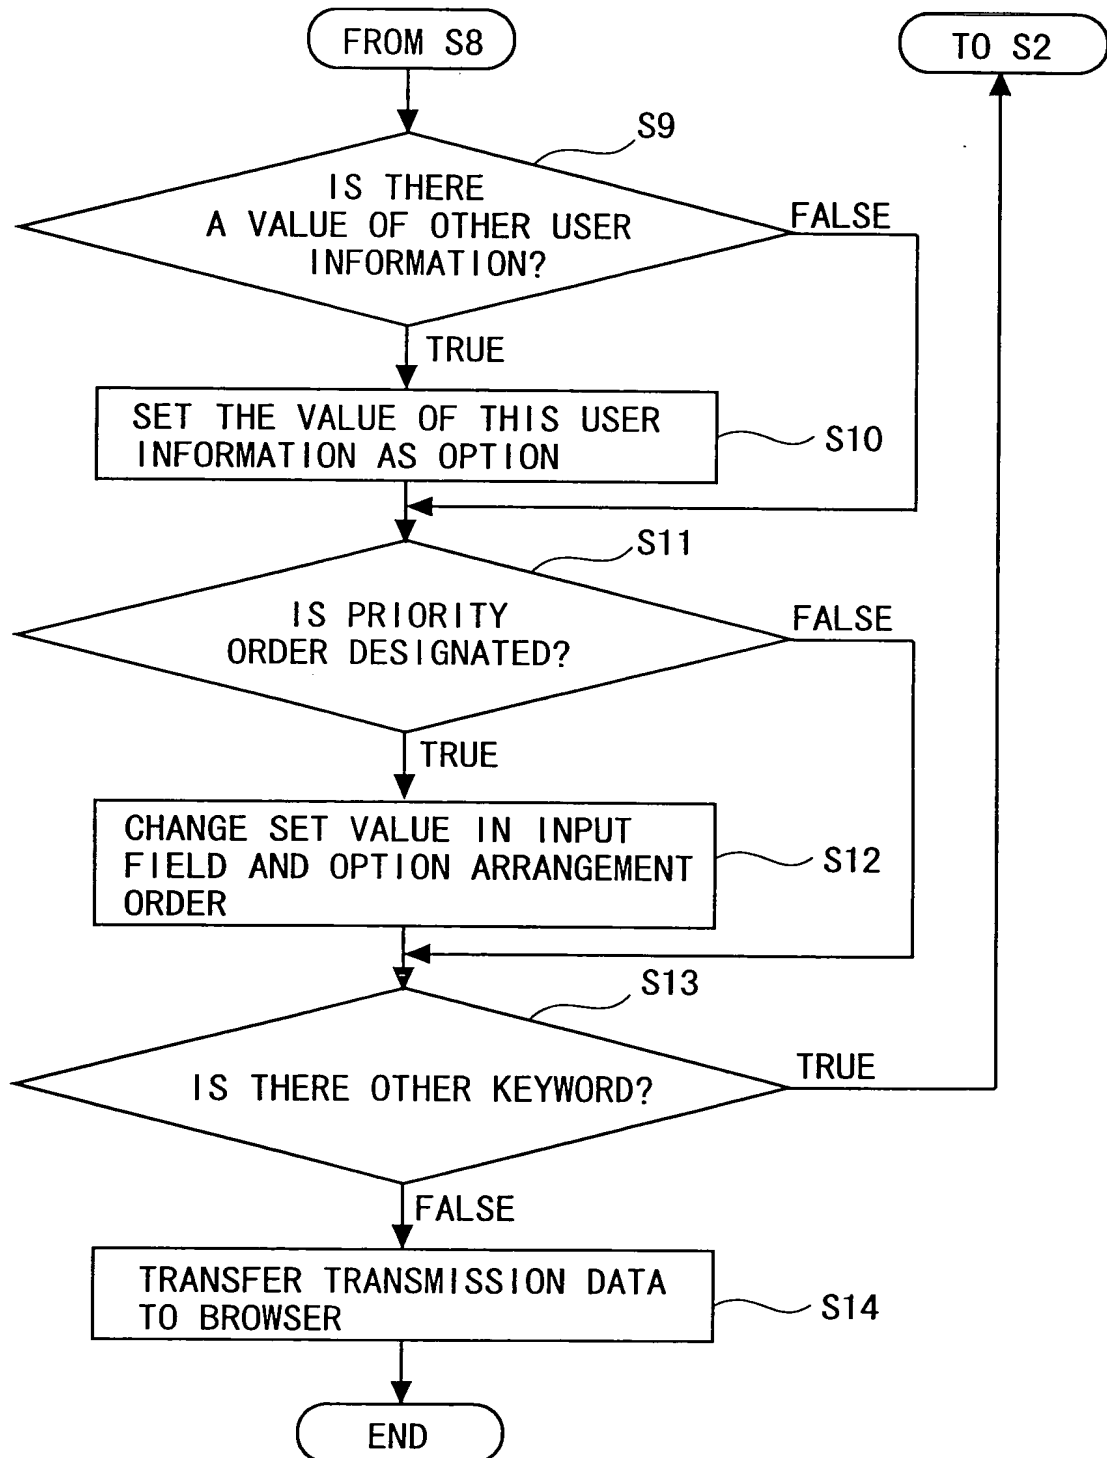 FROM S8
TO S2
S9
IS THERE
A VALUE OF OTHER USER
INFORMATION?
FALSE
TRUE
SET THE VALUE OF THIS USER
INFORMATION AS OPTION
S10
S11
IS PRIORITY
ORDER DESIGNATED?
FALSE
TRUE
CHANGE SET VALUE IN INPUT
FIELD AND OPTION ARRANGEMENT
ORDER
S12
S13
IS THERE OTHER KEYWORD?
TRUE
FALSE
TRANSFER TRANSMISSION DATA
TO BROWSER
S14
END